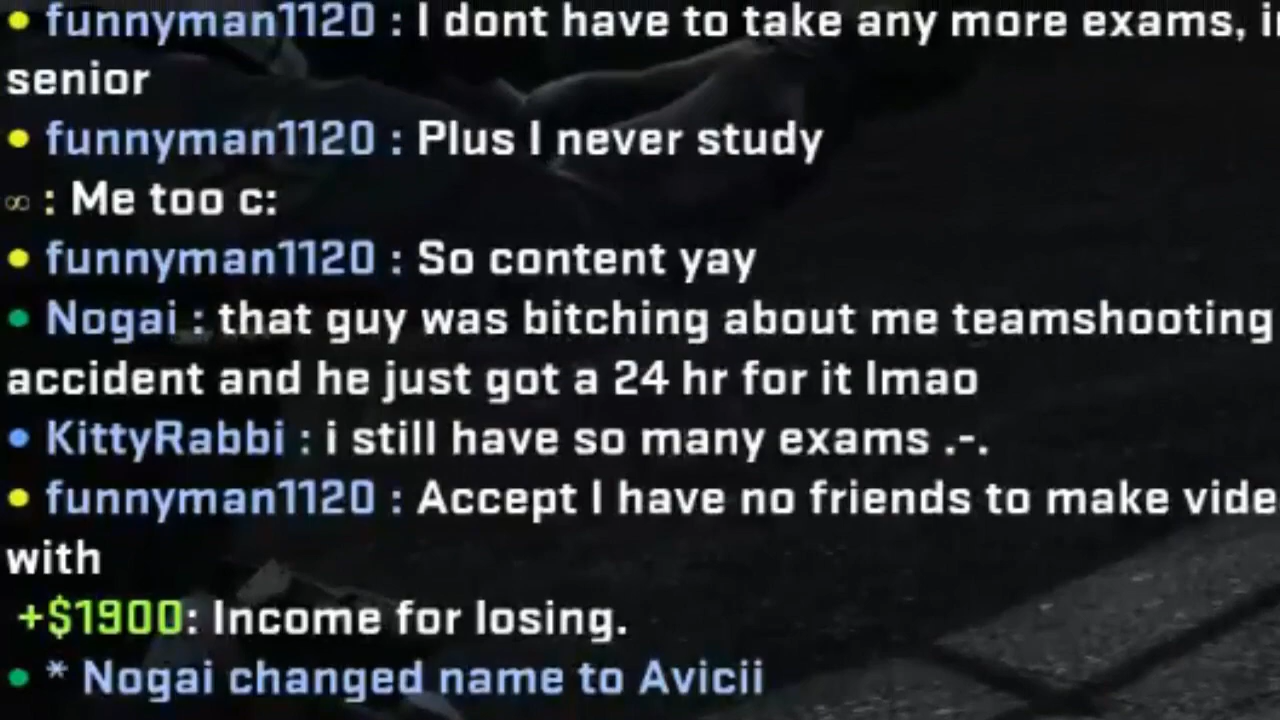 • funnyman1120 : I dont have to take any more exams,
senior
• funnyman1120 : Plus I never study
∞ : Me too c:
• funnyman1120 : So content yay
• Nogai : that guy was bitching about me teamshooting
accident and he just got a 24 hr for it lmao
• KittyRabbi : i still have so many exams .-.
• funnyman1120 : Accept I have no friends to make vide
with
+$1900: Income for losing.
• * Nogai changed name to Avicii